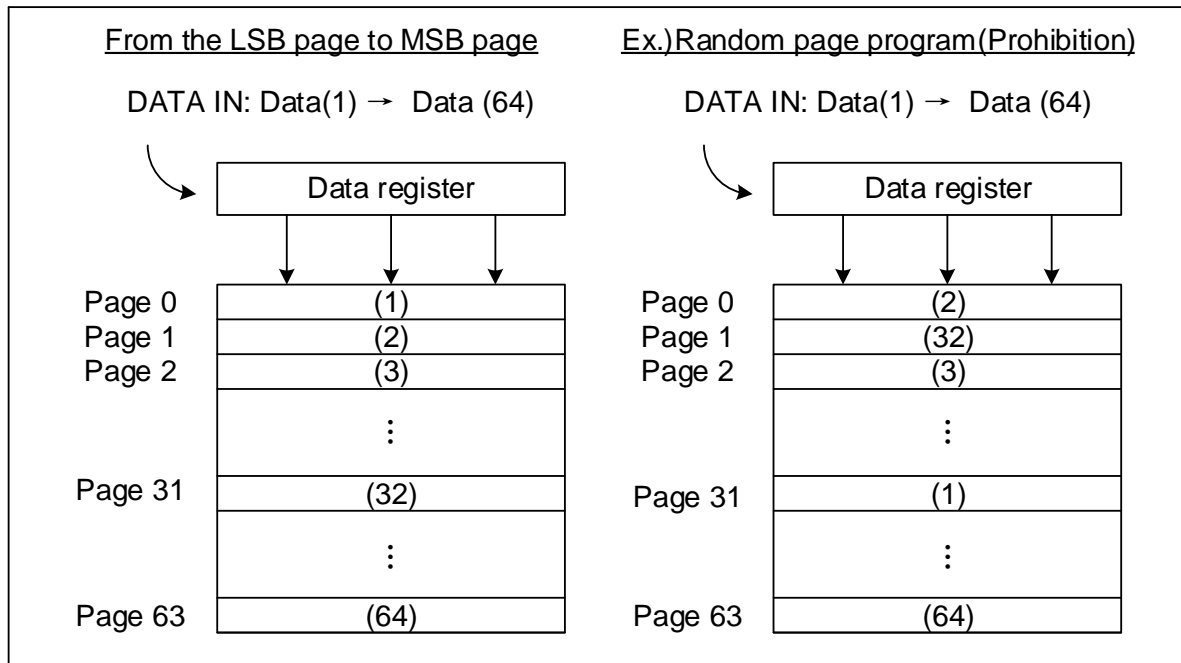 From the LSB page to MSB page
DATA IN: Data(1) → Data (64)
Data register
Page 0 (1)
Page 1 (2)
Page 2 (3)
⋮
Page 31 (32)
⋮
Page 63 (64)
Ex.)Random page program(Prohibition)
DATA IN: Data(1) → Data (64)
Data register
Page 0 (2)
Page 1 (32)
Page 2 (3)
⋮
Page 31 (1)
⋮
Page 63 (64)